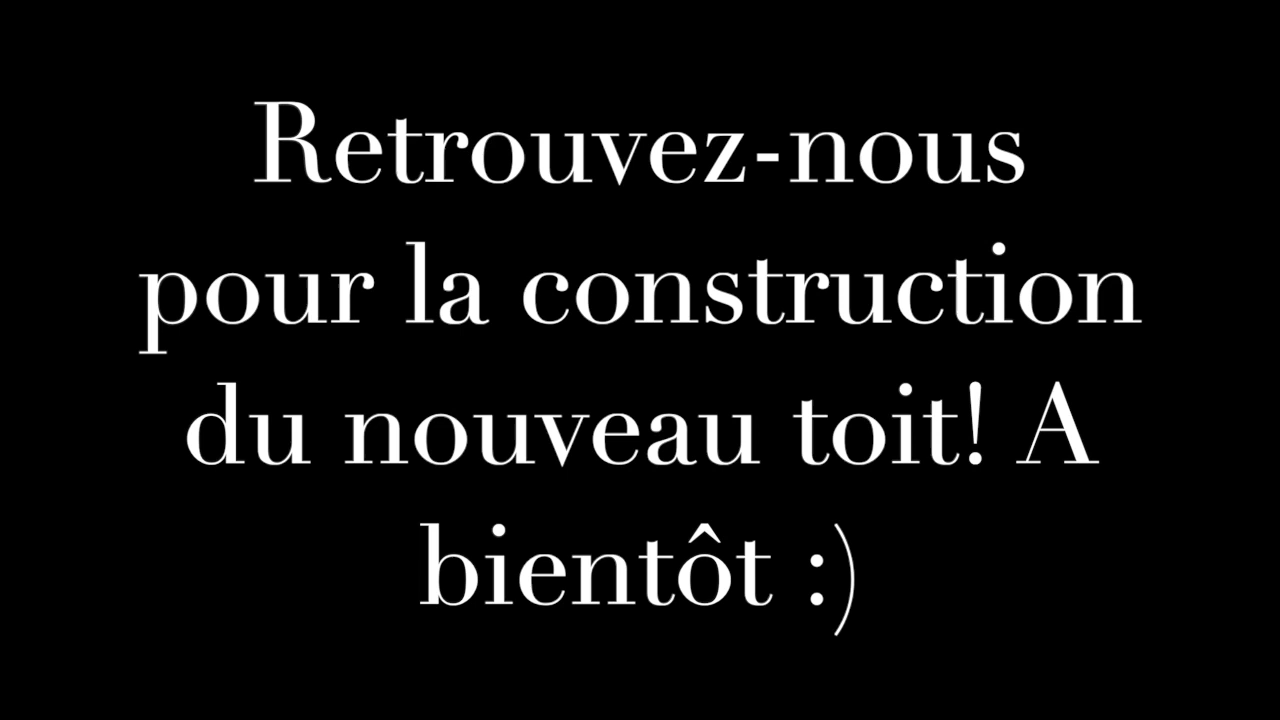 Retrouvez-nous
pour la construction
du nouveau toit! A
bientôt :)